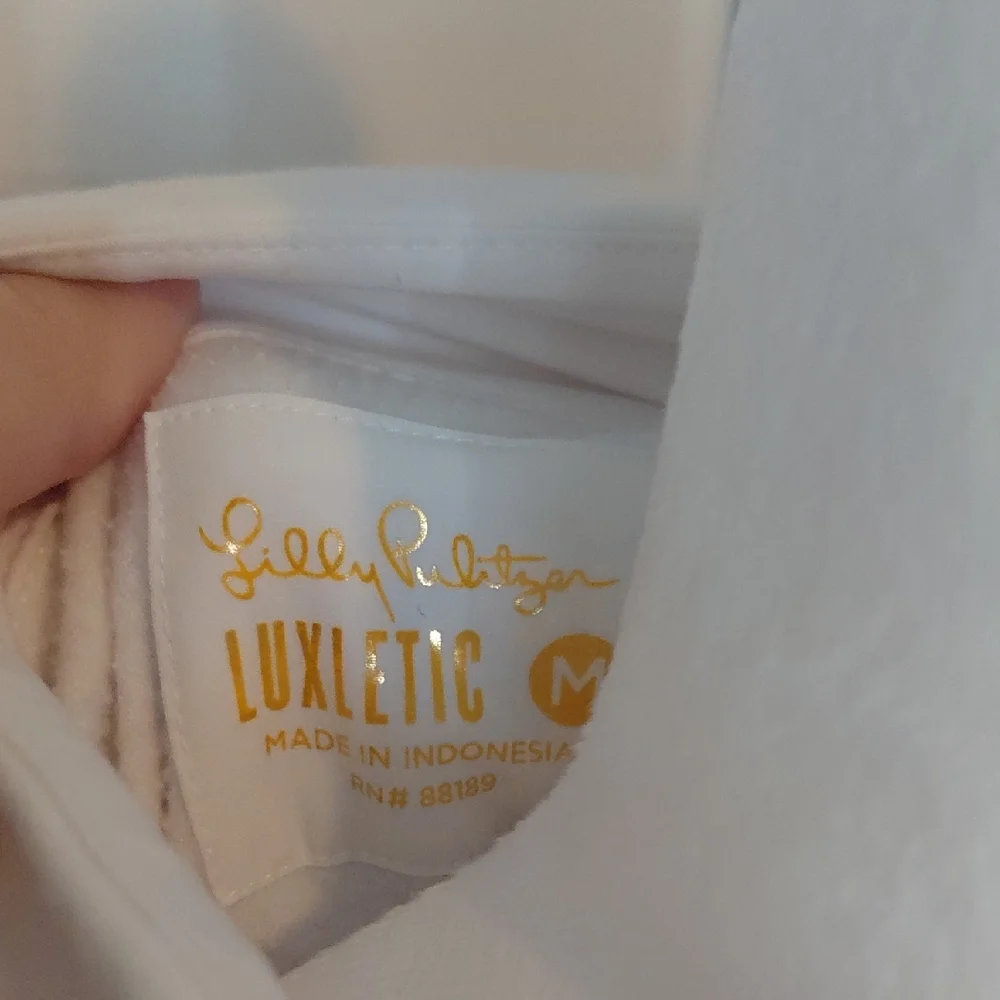 Lilly Pulitzer
LUXLETIC M
MADE IN INDONESIA
RN# 88189